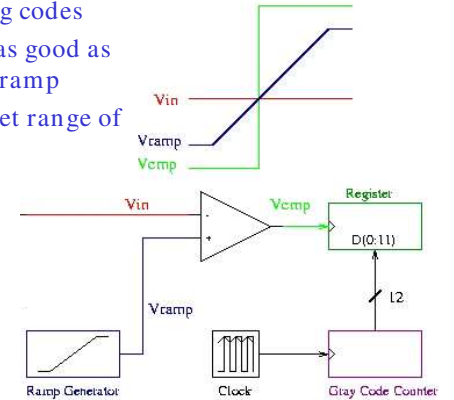 g codes
as good as
ramp
et range of
Vin
Vramp
Vcmp
Vin
Vcmp
Register
-
+
D(0:11)
12
Vramp
Ramp Generator
Clock
Gray Code Counter